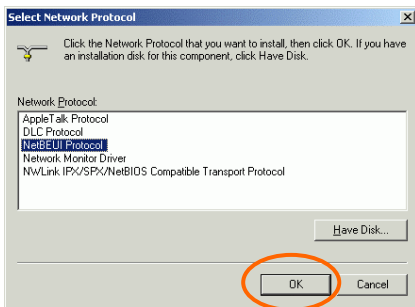 Select Network Protocol
Click the Network Protocol that you want to install, then click OK. If you have
an installation disk for this component, click Have Disk.
Network Protocol:
AppleTalk Protocol
DLC Protocol
NetBEUI Protocol
Network Monitor Driver
NWLink IPX/SPX/NetBIOS Compatible Transport Protocol
Have Disk...
OK
Cancel